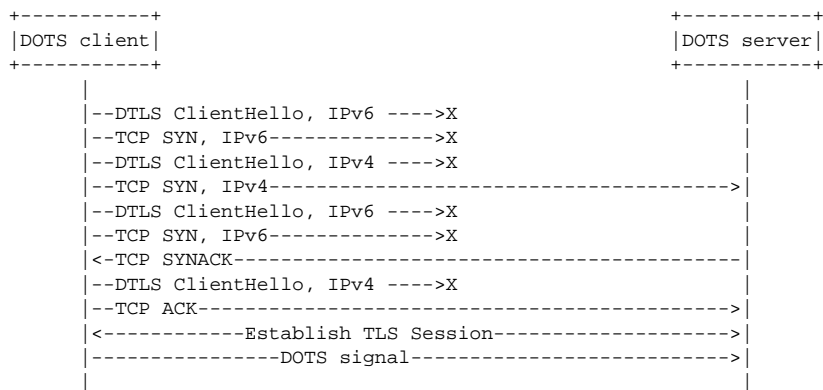 +-----------+                                     +-----------+
|DOTS client|                                     |DOTS server|
+-----------+                                     +-----------+
      |                                                 |
      |--DTLS ClientHello, IPv6 ---->X                  |
      |--TCP SYN, IPv6-------------->X                  |
      |--DTLS ClientHello, IPv4 ---->X                  |
      |--TCP SYN, IPv4--------------------------------->|
      |--DTLS ClientHello, IPv6 ---->X                  |
      |--TCP SYN, IPv6-------------->X                  |
      |<-TCP SYNACK-------------------------------------|
      |--DTLS ClientHello, IPv4 ---->X                  |
      |--TCP ACK--------------------------------------->|
      |<------------Establish TLS Session-------------->|
      |----------------DOTS signal--------------------->|
      |                                                 |